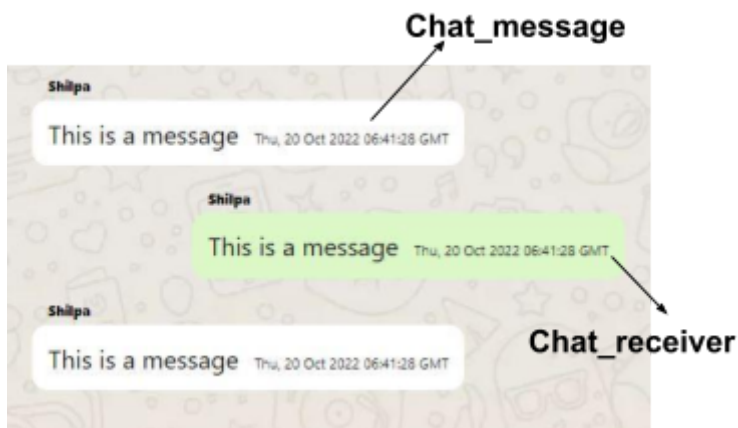 Chat_message
Shilpa
This is a message Thu, 20 Oct 2022 06:41:28 GMT
Shilpa
This is a message Thu, 20 Oct 2022 06:41:28 GMT
Chat_receiver
Shilpa
This is a message Thu, 20 Oct 2022 06:41:28 GMT